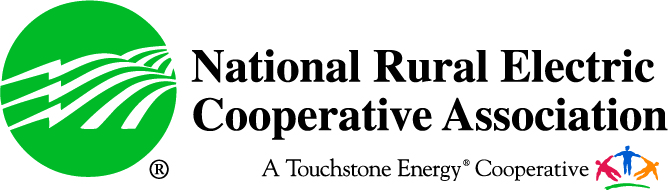 National Rural Electric
Cooperative Association
®
A Touchstone Energy® Cooperative